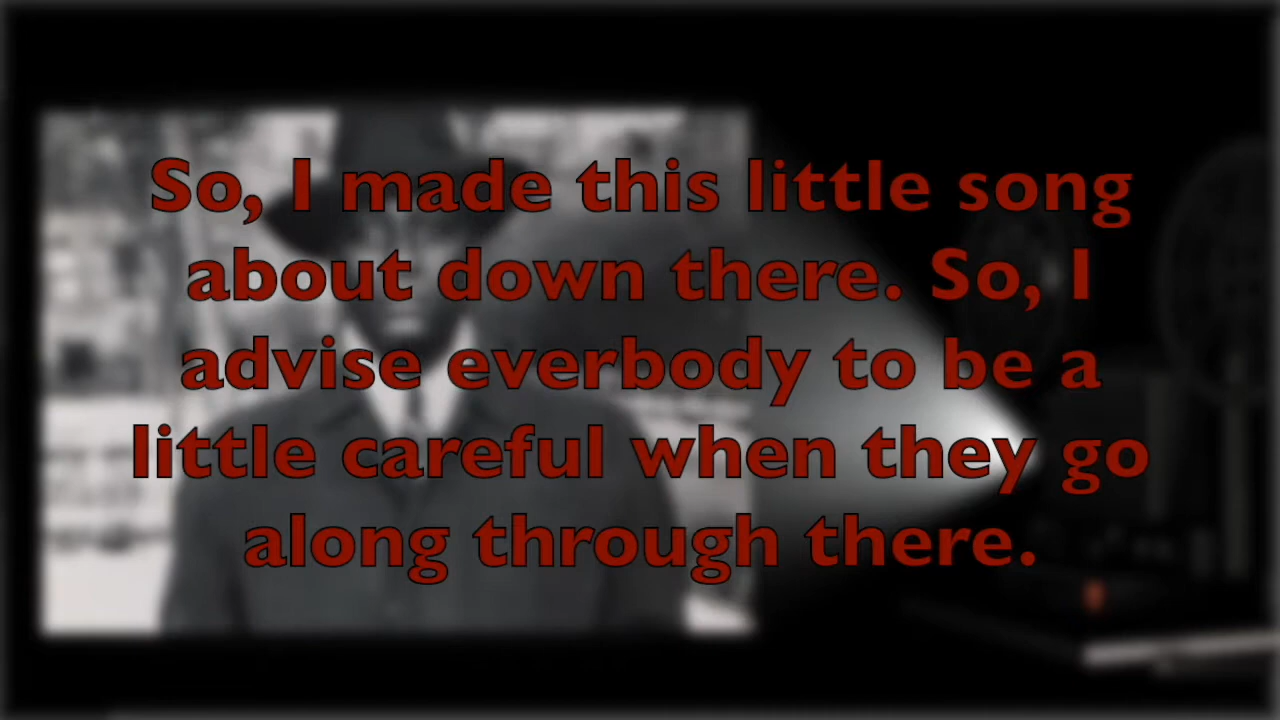 So, I made this little song
about down there. So, I
advise everbody to be a
little careful when they go
along through there.